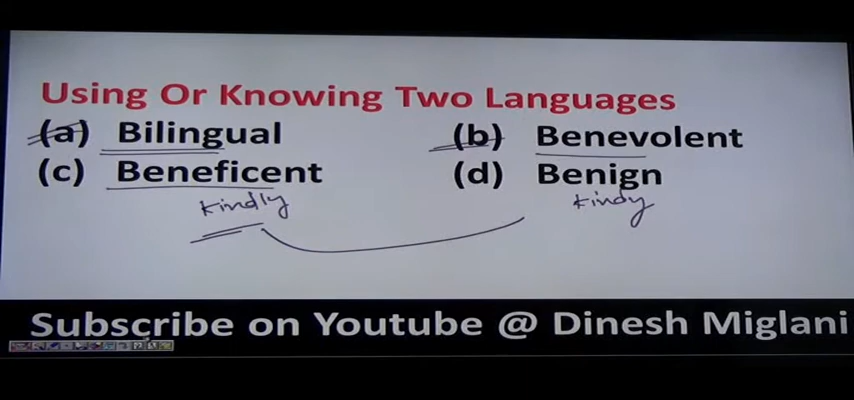 Using Or Knowing Two Languages
(a) Bilingual (b) Benevolent
(c) Beneficent (d) Benign
kindly kindy
Subscribe on Youtube @ Dinesh Miglani